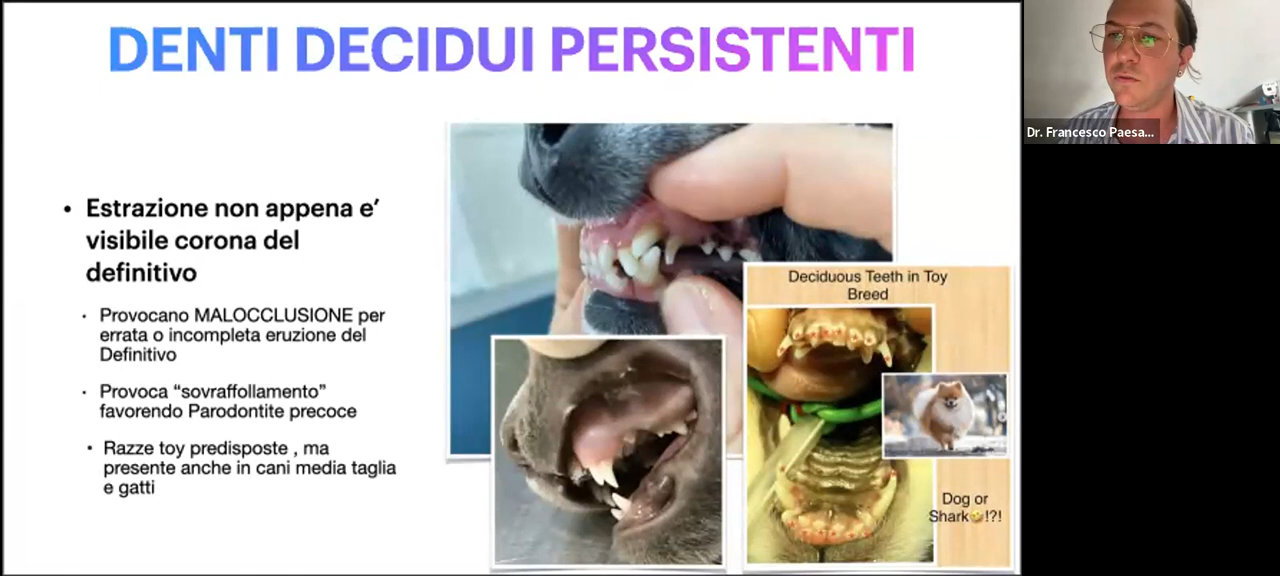 DENTI DECIDUI PERSISTENTI
• Estrazione non appena e'
visibile corona del
definitivo
· Provocano MALOCCLUSIONE per
errata o incompleta eruzione del
Definitivo
· Provoca “sovraffollamento”
favorendo Parodontite precoce
• Razze toy predisposte , ma
presente anche in cani media taglia
e gatti
Deciduous Teeth in Toy
Breed
Dog or
Shark🤣!?!
Dr. Francesco Paesa...